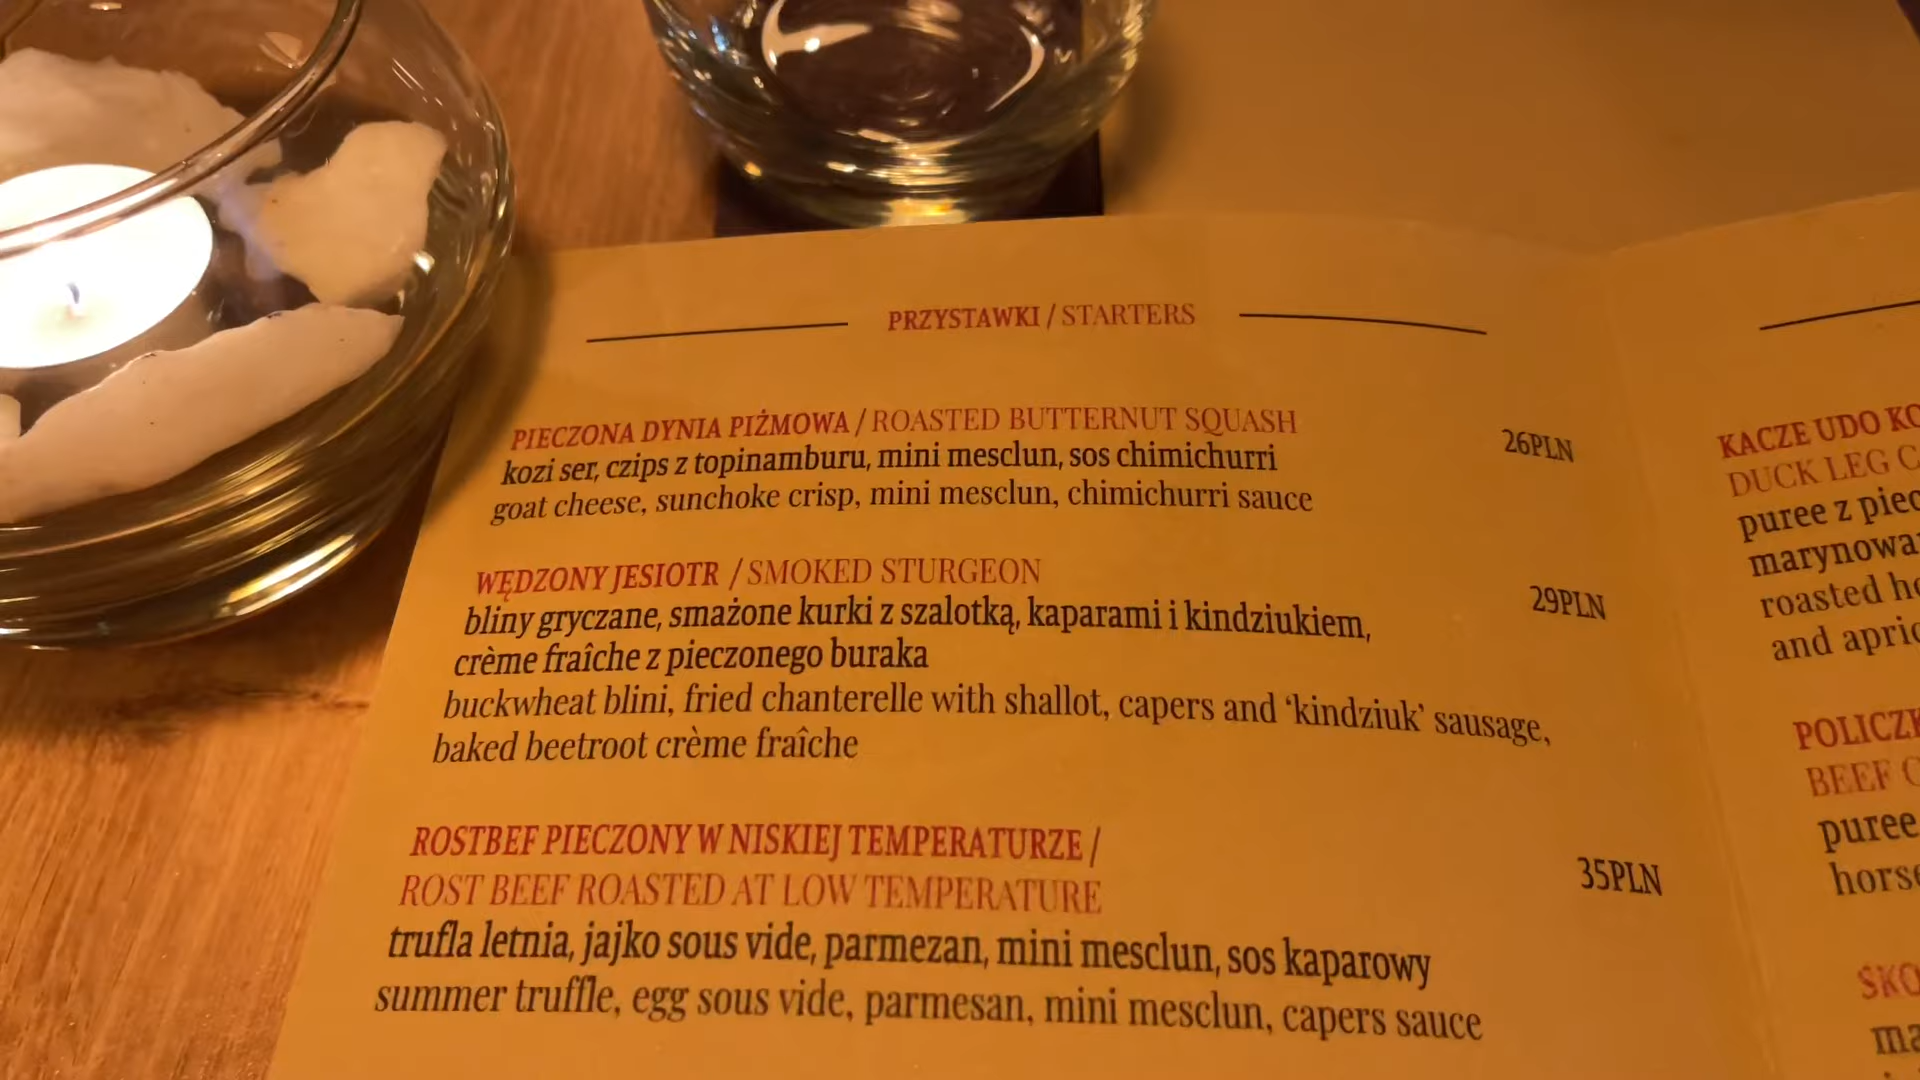 PRZYSTAWKI / STARTERS
PIECZONA DYNIA PIŻMOWA / ROASTED BUTTERNUT SQUASH
26PLN
kozi ser, czips z topinamburu, mini mesclun, sos chimichurri
goat cheese, sunchoke crisp, mini mesclun, chimichurri sauce
WĘDZONY JESIOTR / SMOKED STURGEON
29PLN
bliny gryczane, smażone kurki z szalotką, kaparami i kindziukiem,
crème fraîche z pieczonego buraka
buckwheat blini, fried chanterelle with shallot, capers and ‘kindziuk’ sausage,
baked beetroot crème fraîche
ROSTBEF PIECZONY W NISKIEJ TEMPERATURZE /
ROST BEEF ROASTED AT LOW TEMPERATURE
35PLN
trufla letnia, jajko sous vide, parmezan, mini mesclun, sos kaparowy
summer truffle, egg sous vide, parmesan, mini mesclun, capers sauce
KACZE UDO
DUCK LEG
puree z
roasted
and
BEEF
puree